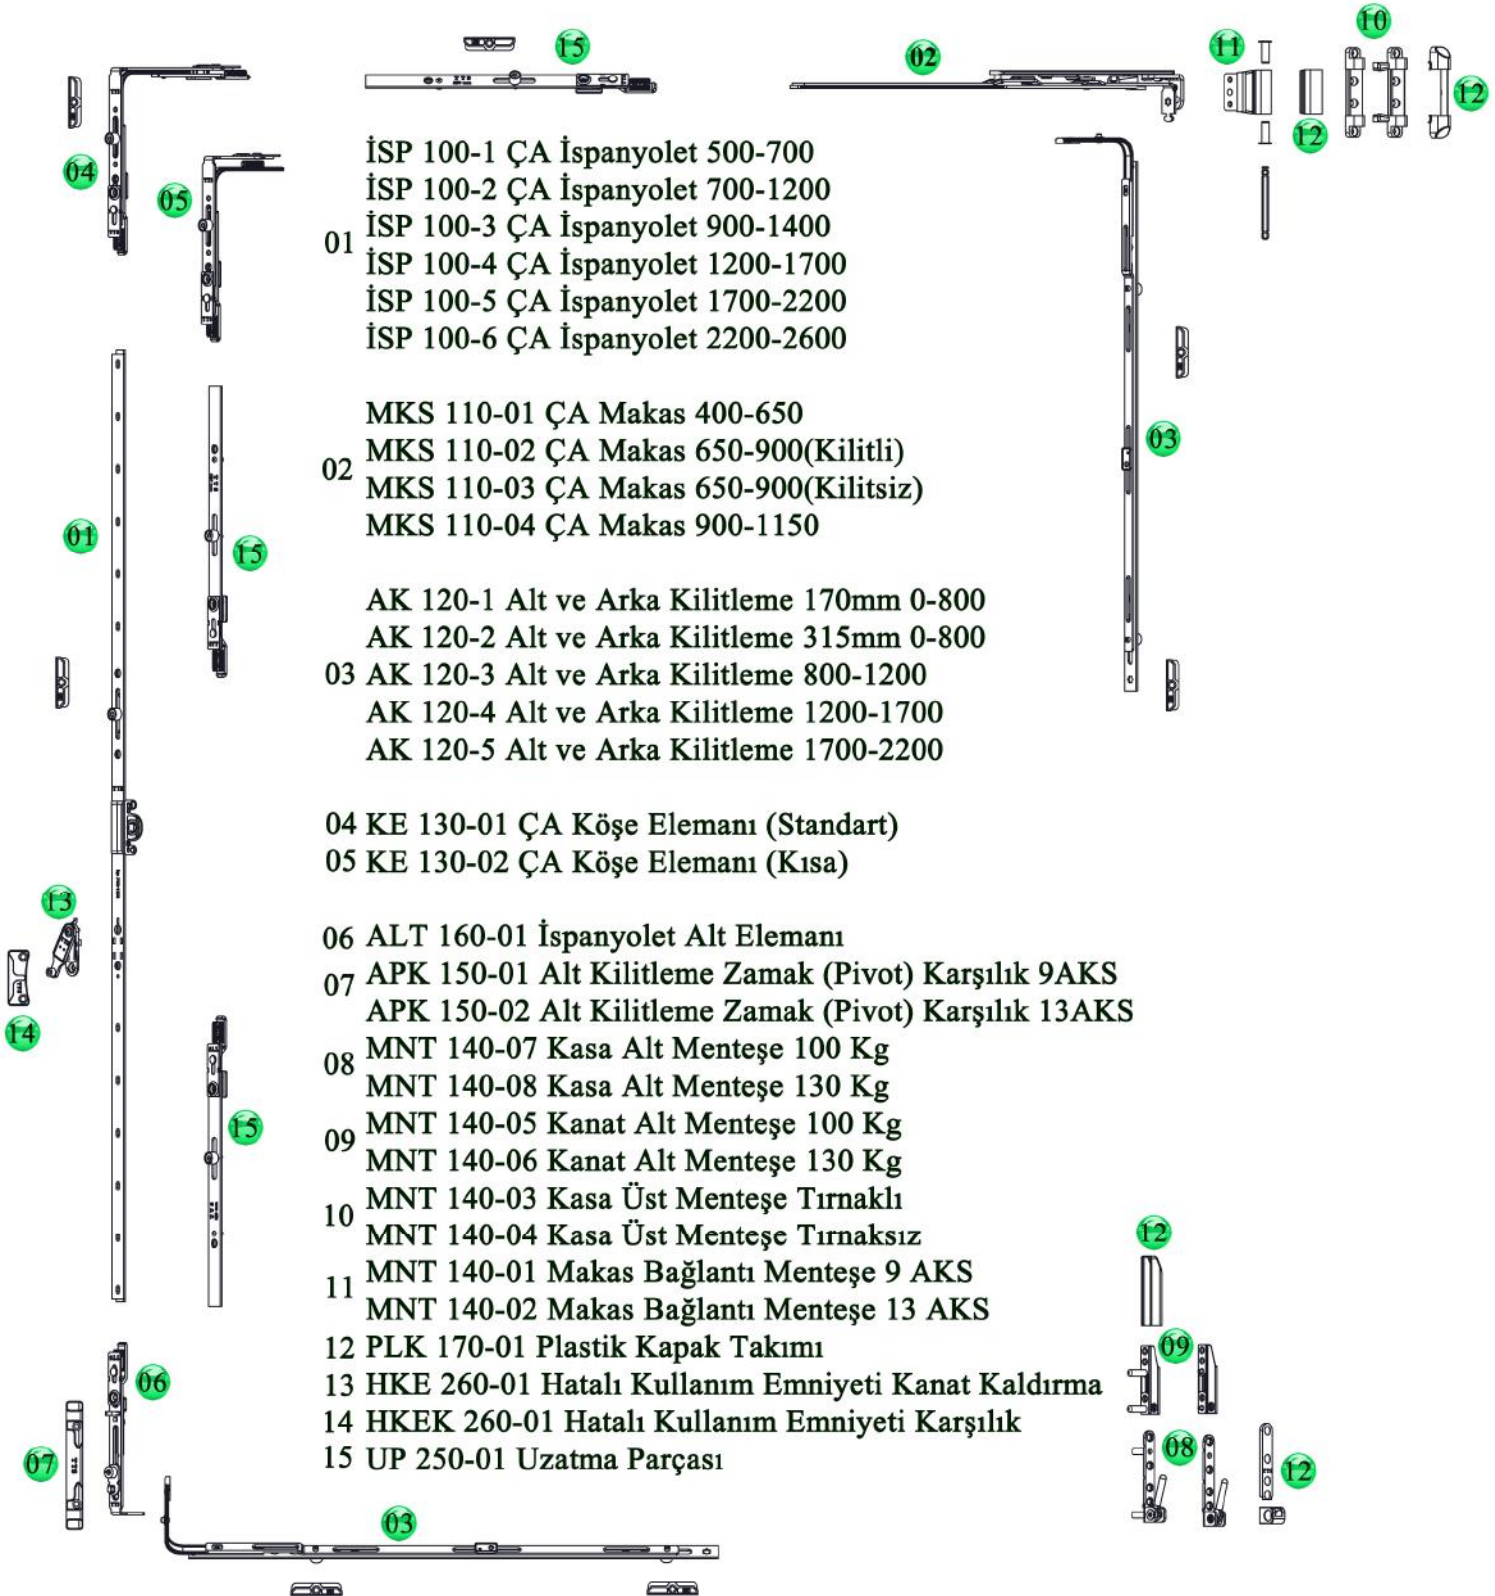 15
02
11
10
12
12
04
05
İSP 100-1 ÇA İspanyolet 500-700
İSP 100-2 ÇA İspanyolet 700-1200
01 İSP 100-3 ÇA İspanyolet 900-1400
İSP 100-4 ÇA İspanyolet 1200-1700
İSP 100-5 ÇA İspanyolet 1700-2200
İSP 100-6 ÇA İspanyolet 2200-2600
MKS 110-01 ÇA Makas 400-650
02 MKS 110-02 ÇA Makas 650-900(Kilitli)
MKS 110-03 ÇA Makas 650-900(Kilitsiz)
MKS 110-04 ÇA Makas 900-1150
03
01
15
AK 120-1 Alt ve Arka Kilitleme 170mm 0-800
AK 120-2 Alt ve Arka Kilitleme 315mm 0-800
03 AK 120-3 Alt ve Arka Kilitleme 800-1200
AK 120-4 Alt ve Arka Kilitleme 1200-1700
AK 120-5 Alt ve Arka Kilitleme 1700-2200
04 KE 130-01 ÇA Köşe Elemanı (Standart)
05 KE 130-02 ÇA Köşe Elemanı (Kısa)
13
14
06 ALT 160-01 İspanyolet Alt Elemanı
07 APK 150-01 Alt Kilitleme Zamak (Pivot) Karşılık 9AKS
APK 150-02 Alt Kilitleme Zamak (Pivot) Karşılık 13AKS
08 MNT 140-07 Kasa Alt Menteşe 100 Kg
MNT 140-08 Kasa Alt Menteşe 130 Kg
09 MNT 140-05 Kanat Alt Menteşe 100 Kg
MNT 140-06 Kanat Alt Menteşe 130 Kg
10 MNT 140-03 Kasa Üst Menteşe Tırnaklı
MNT 140-04 Kasa Üst Menteşe Tırnaksız
11 MNT 140-01 Makas Bağlantı Menteşe 9 AKS
MNT 140-02 Makas Bağlantı Menteşe 13 AKS
12 PLK 170-01 Plastik Kapak Takımı
13 HKE 260-01 Hatalı Kullanım Emniyeti Kanat Kaldırma
14 HKEK 260-01 Hatalı Kullanım Emniyeti Karşılık
15 UP 250-01 Uzatma Parçası
15
12
09
06
07
08
12
03